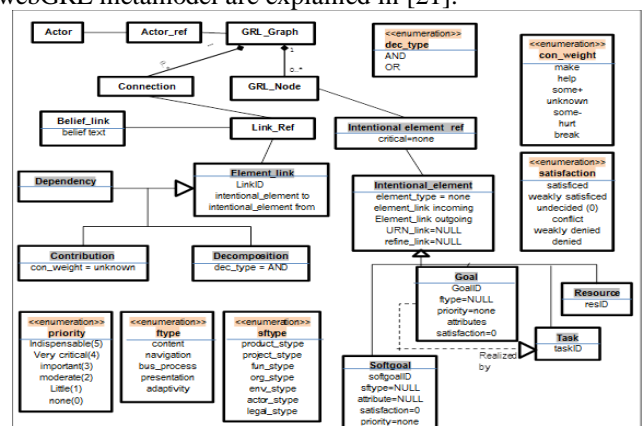 webGRL metamodel are explained in [21].
Actor
Actor_ref
GRL_Graph
1
1
0..*
0..*
Connection
GRL_Node
<<enumeration>>
dec_type
AND
OR
<<enumeration>>
con_weight
make
help
some+
unknown
some-
hurt
break
Belief_link
belief text
Link_Ref
Intentional element_ref
critical=none
Dependency
Element_link
LinkID
intentional_element to
intentional_element from
Intentional_element
element_type = none
element_link incoming
Element_link outgoing
URN_link=NULL
refine_link=NULL
<<enumeration>>
satisfaction
satisficed
weakly satisficed
undecided (0)
conflict
weakly denied
denied
Contribution
con_weight = unknown
Decomposition
dec_type = AND
Goal
GoalID
ftype=NULL
priority=none
attributes
satisfaction=0
Resource
resID
Task
taskID
Realized
by
<<enumeration>>
priority
Indispensable(5)
Very critical(4)
important(3)
moderate(2)
Little(1)
none(0)
<<enumeration>>
ftype
content
navigation
bus_process
presentation
adaptivity
<<enumeration>>
sftype
product_stype
project_stype
fun_stype
org_stype
env_stype
actor_stype
legal_stype
Softgoal
softgoalID
sftype=NULL
attribute=NULL
satisfaction=0
priority=none